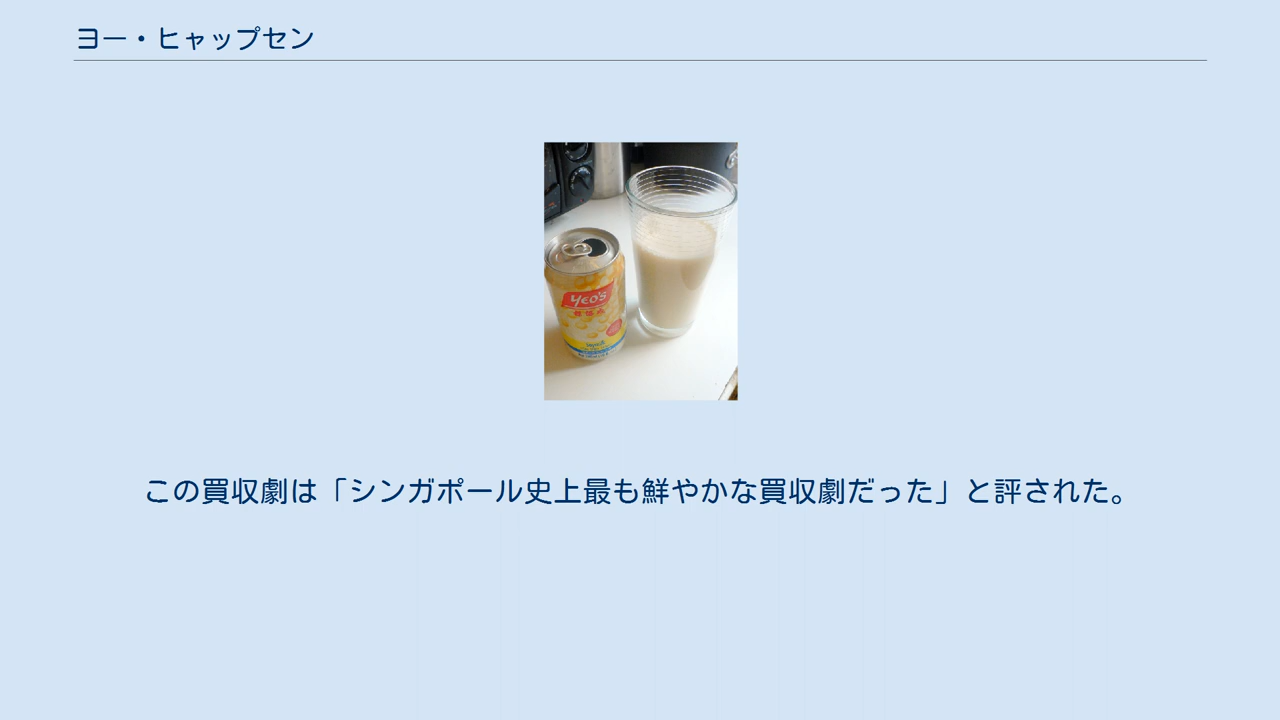 ヨー・ヒャップセン
YEO'S
この買収劇は「シンガポール史上最も鮮やかな買収劇だった」と評された。